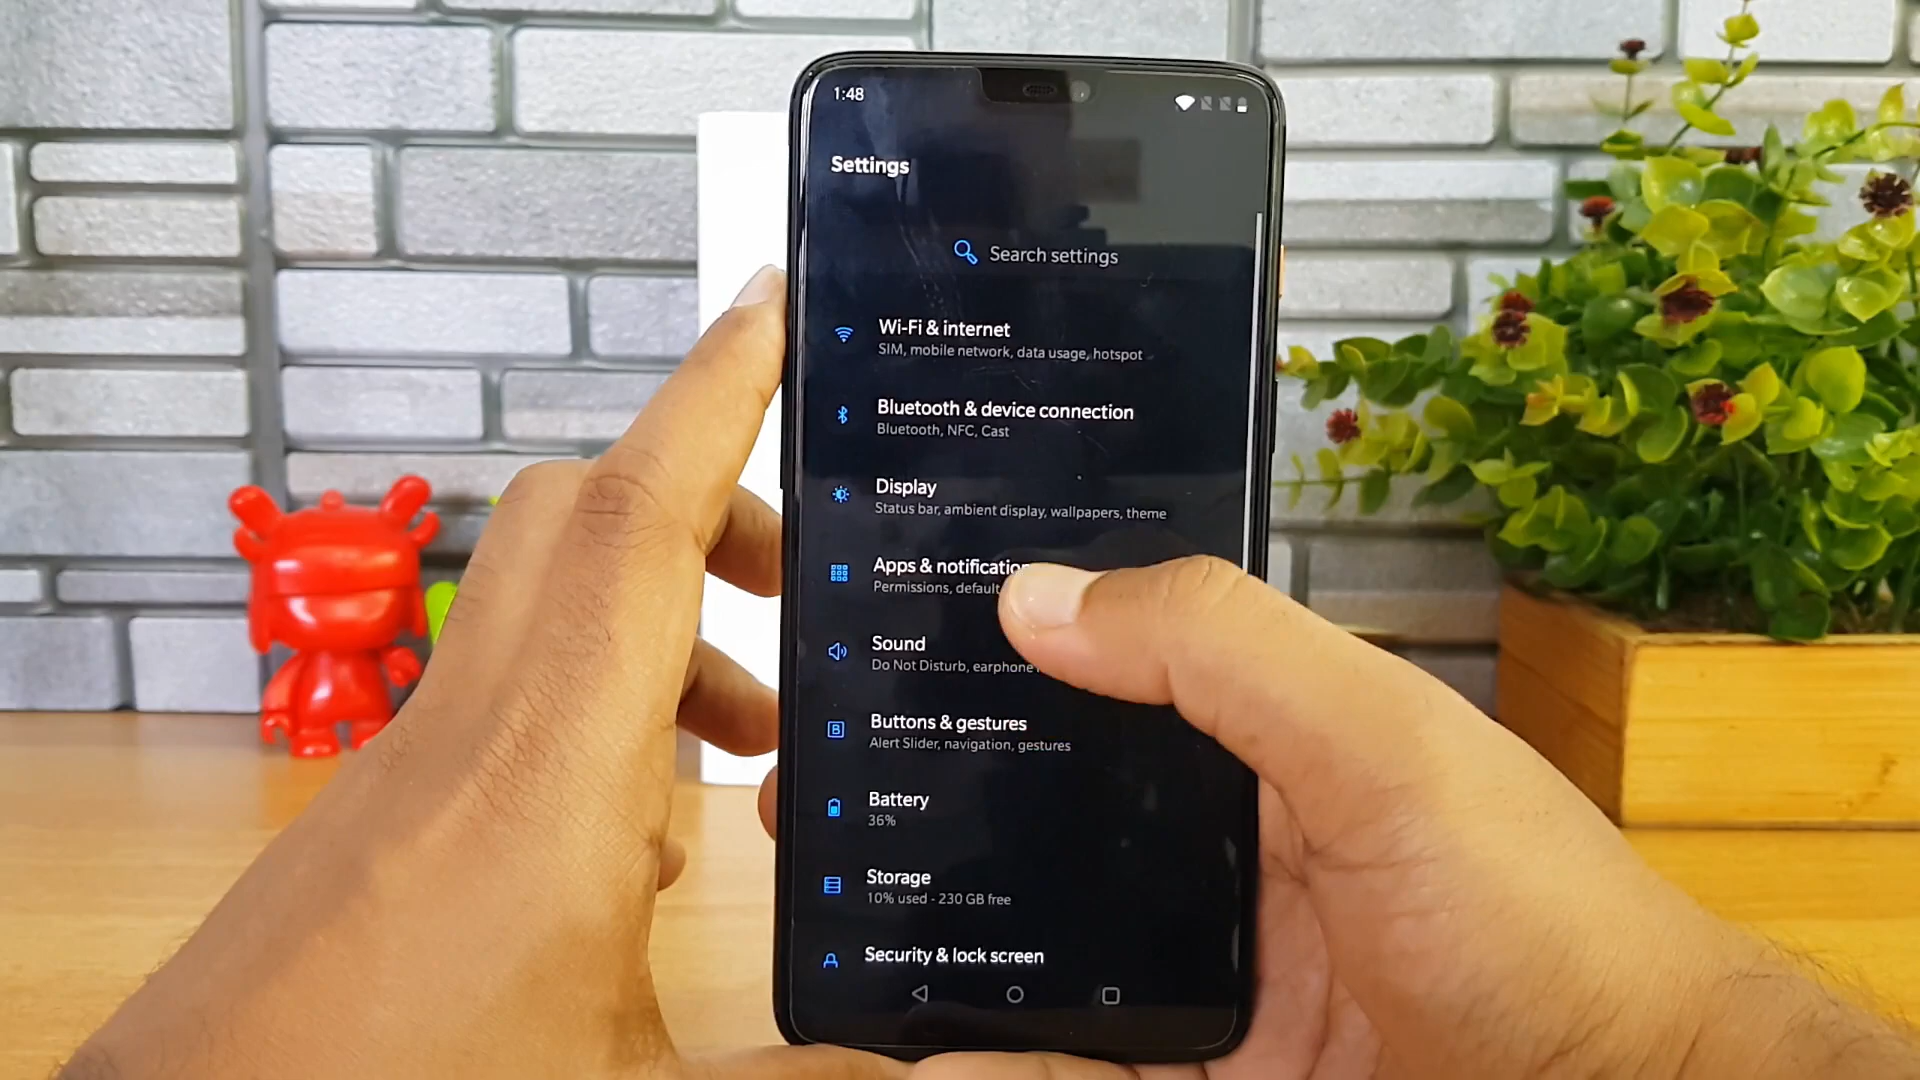 1:48
Settings
Search settings
Wi-Fi & internet
SIM, mobile network, data usage, hotspot
Bluetooth & device connection
Bluetooth, NFC, Cast
Display
Status bar, ambient display, wallpapers, theme
Apps &
Permissions, default
Sound
Do Not Disturb, earphone
Buttons & gestures
Alert Slider, navigation, gestures
Battery
36%
Storage
10% used - 230 GB free
Security & lock screen